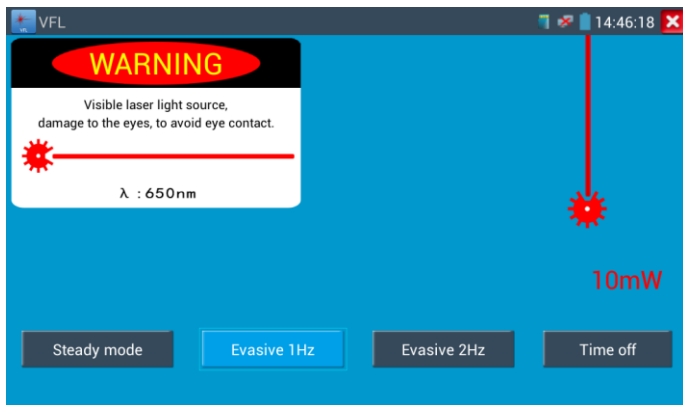 VFL
14:46:18
WARNING
Visible laser light source,
damage to the eyes, to avoid eye contact.
λ :650nm
10mW
Steady mode
Evasive 1Hz
Evasive 2Hz
Time off